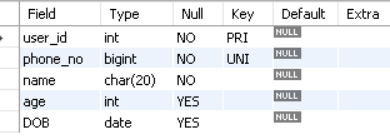 Field Type Null Key Default Extra
user_id int NO PRI NULL
phone_no bigint NO UNI NULL
name char(20) NO NULL
age int YES NULL
DOB date YES NULL